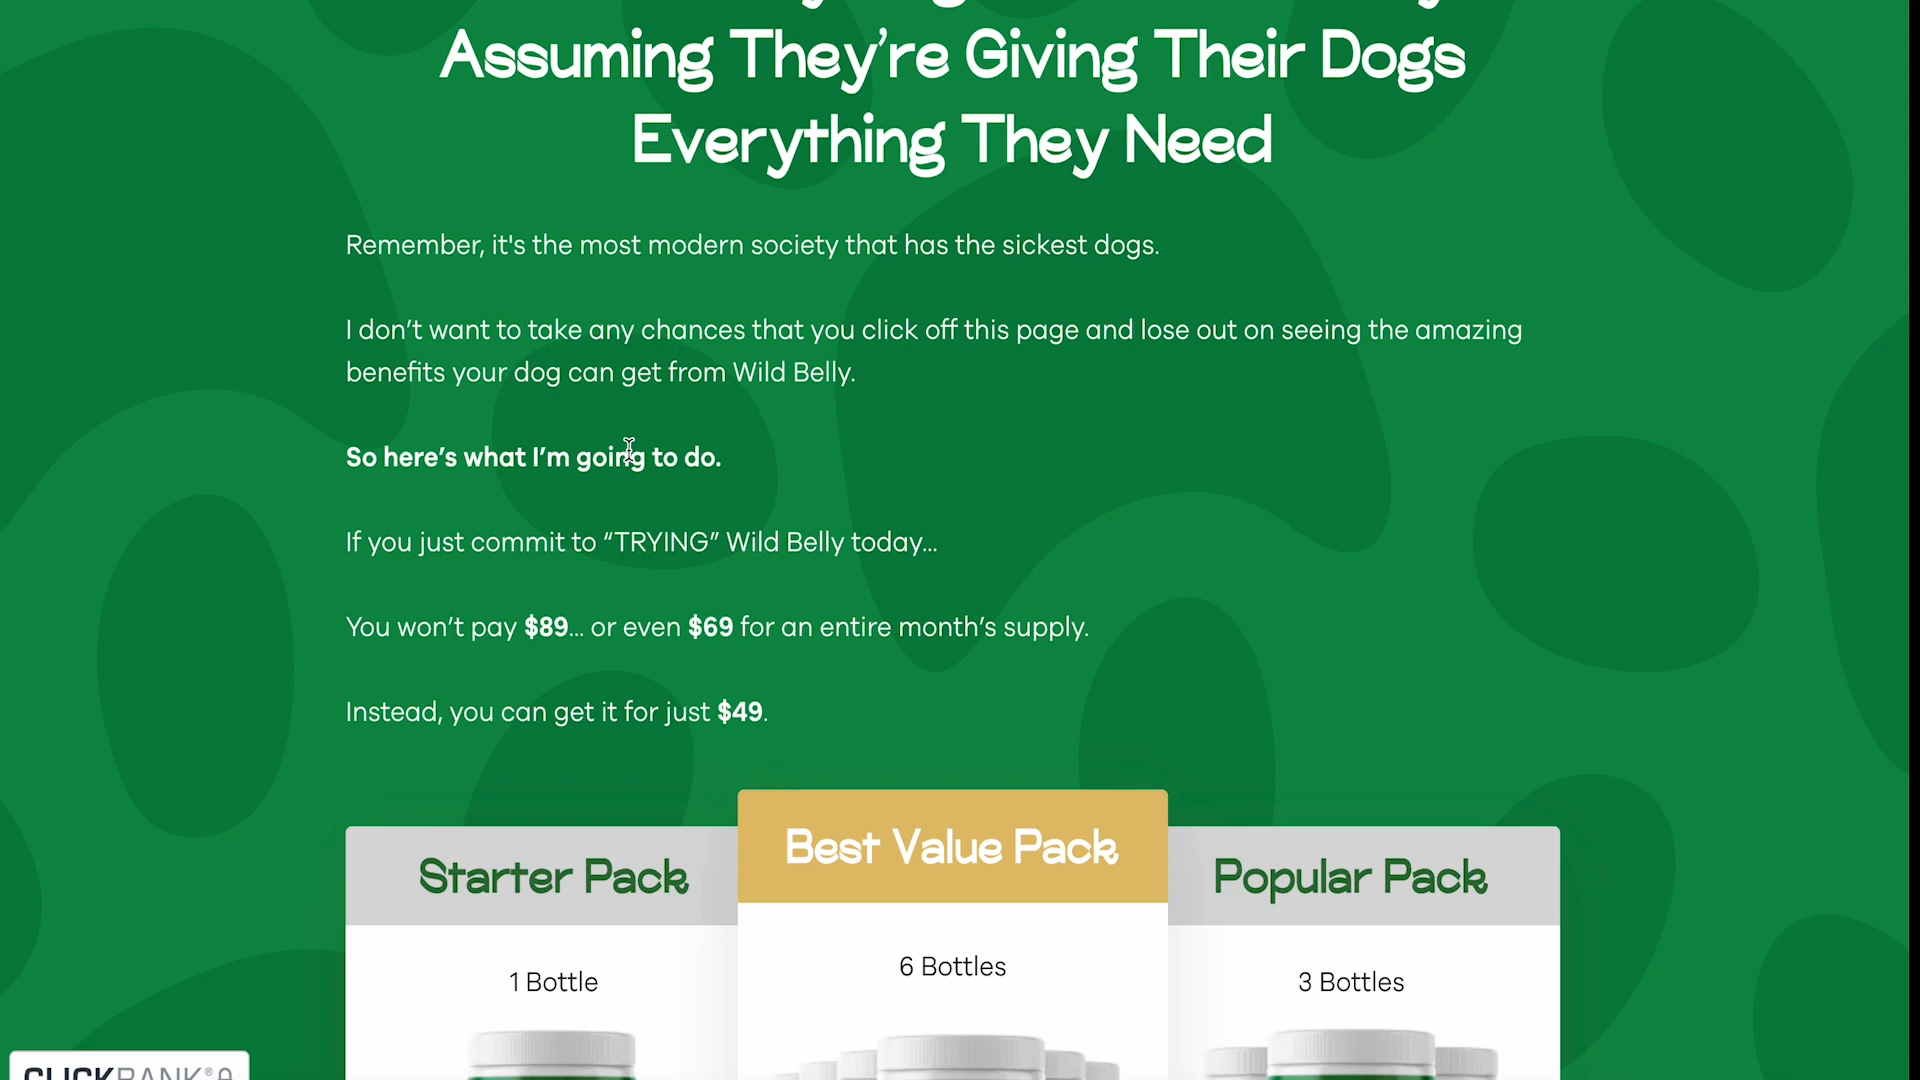 Assuming They’re Giving Their Dogs
Everything They Need
Remember, it's the most modern society that has the sickest dogs.
I don’t want to take any chances that you click off this page and lose out on seeing the amazing
benefits your dog can get from Wild Belly.
So here’s what I’m going to do.
If you just commit to “TRYING” Wild Belly today...
You won’t pay $89... or even $69 for an entire month’s supply.
Instead, you can get it for just $49.
Starter Pack
Best Value Pack
Popular Pack
1 Bottle
6 Bottles
3 Bottles
CLICKBANK®